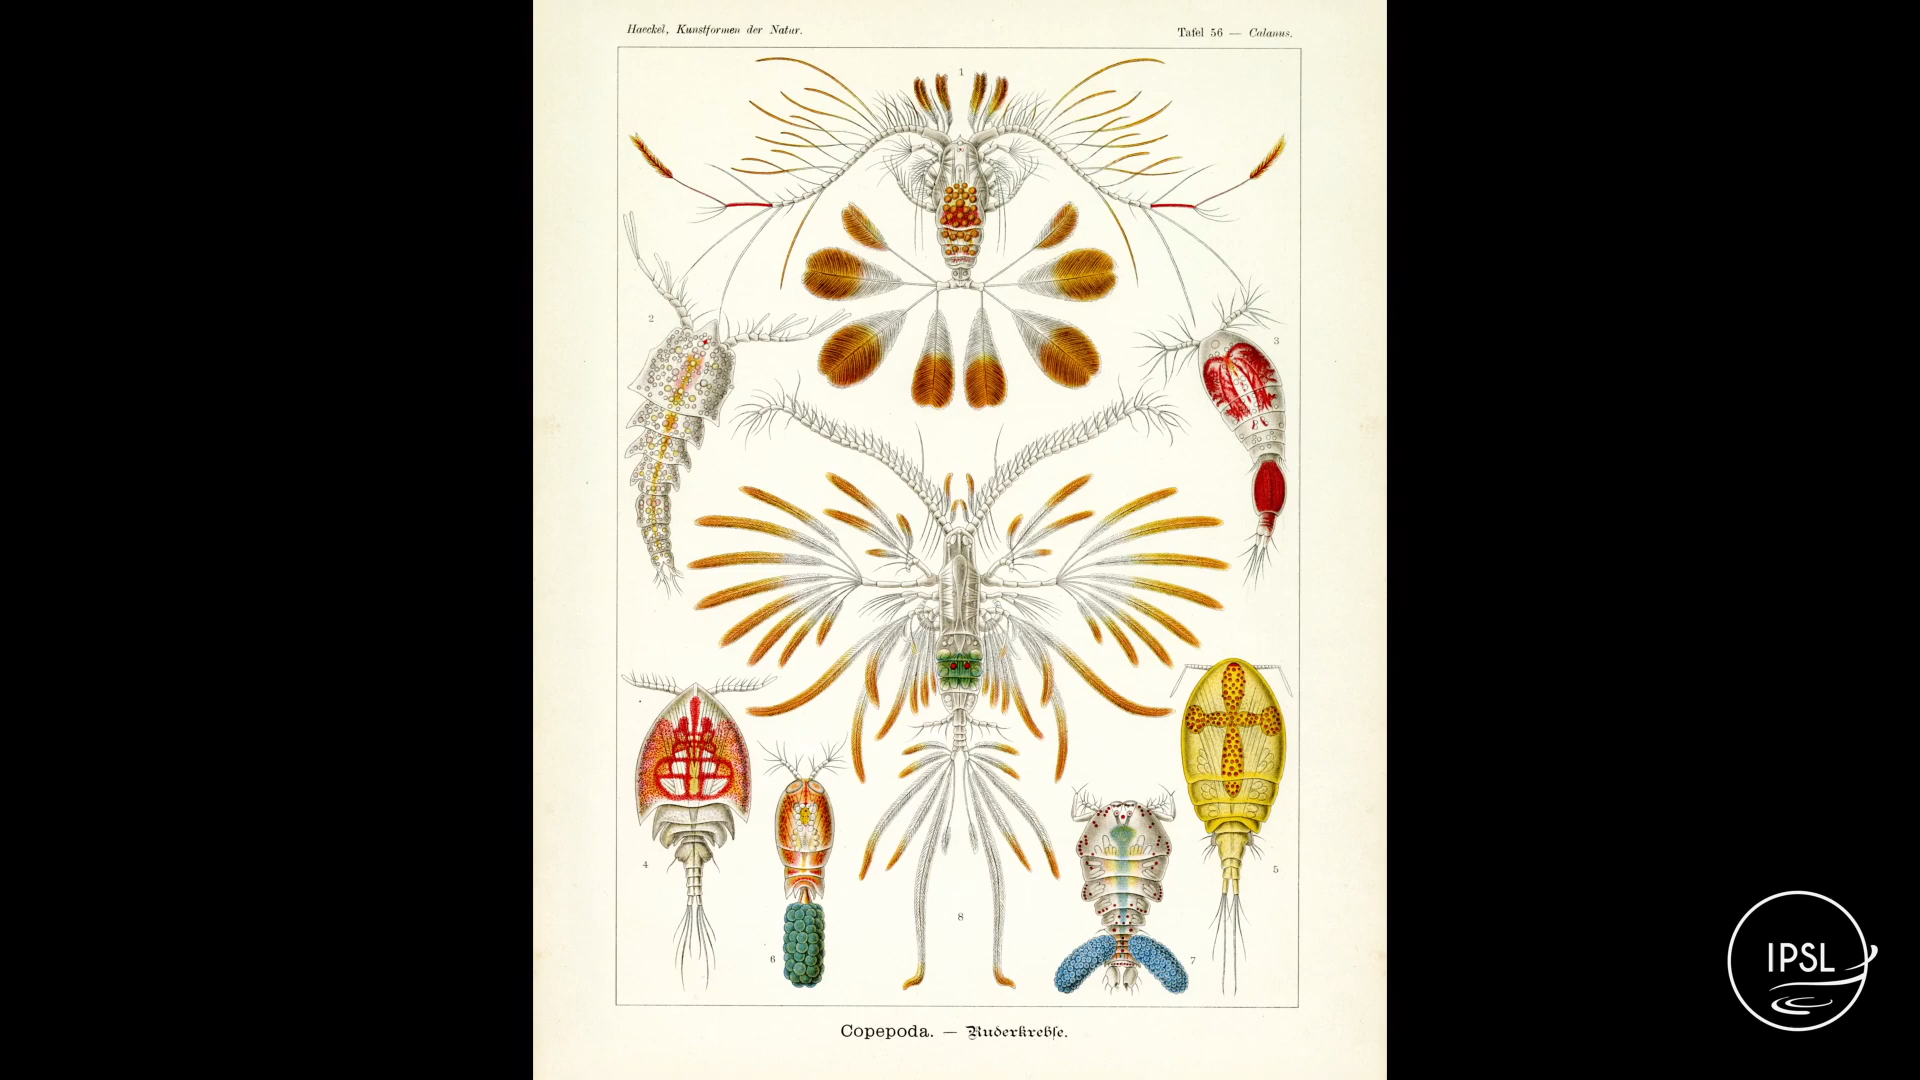 Haeckel, Kunstformen der Natur.
Tafel 56 — Calanus.
1
2
3
4
5
6
7
8
Copepoda. — Ruderkrebſe.
IPSL